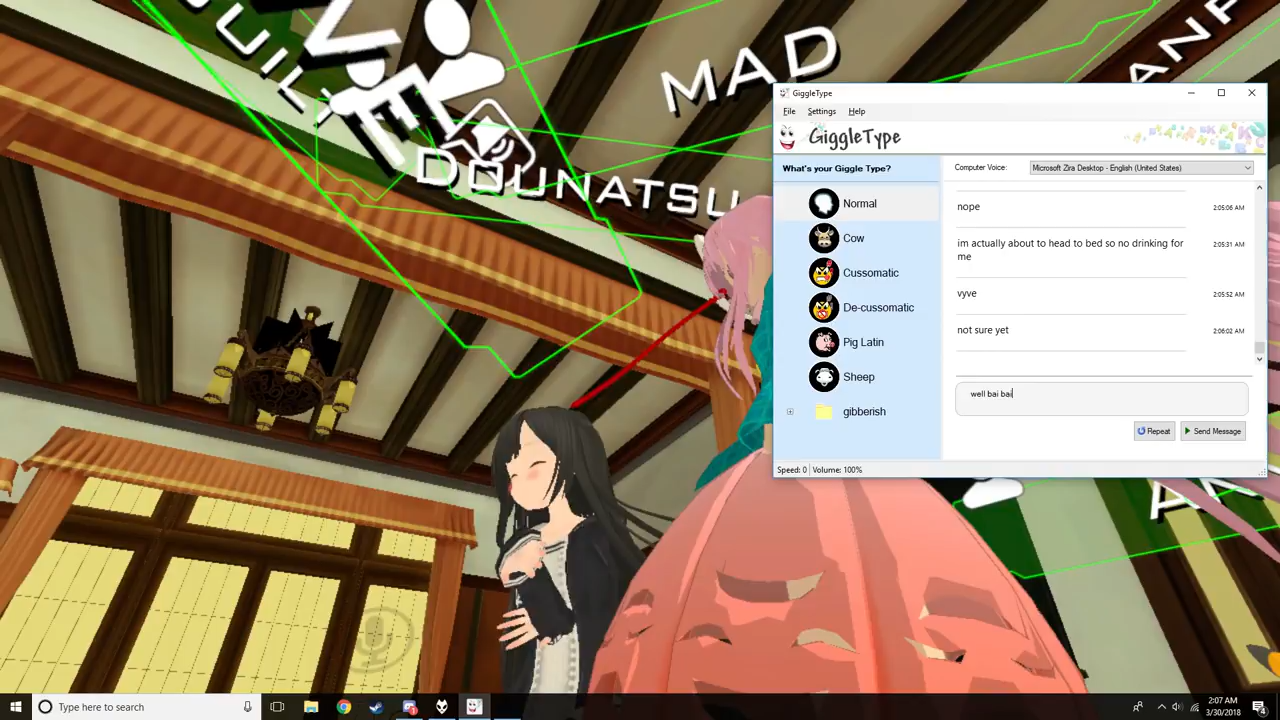 MAD
DOUNATSU
GiggleType
File Settings Help
GiggleType
What's your Giggle Type?
Normal
Cow
Cussomatic
De-cussomatic
Pig Latin
Sheep
gibberish
Computer Voice: Microsoft Zira Desktop - English (United States)
nope 2:05:06 AM
im actually about to head to bed so no drinking for 2:05:31 AM
me
vyve 2:05:52 AM
not sure yet 2:06:02 AM
well bai bai
Repeat Send Message
Speed: 0 Volume: 100%
Type here to search
2:07 AM
3/30/2018
4